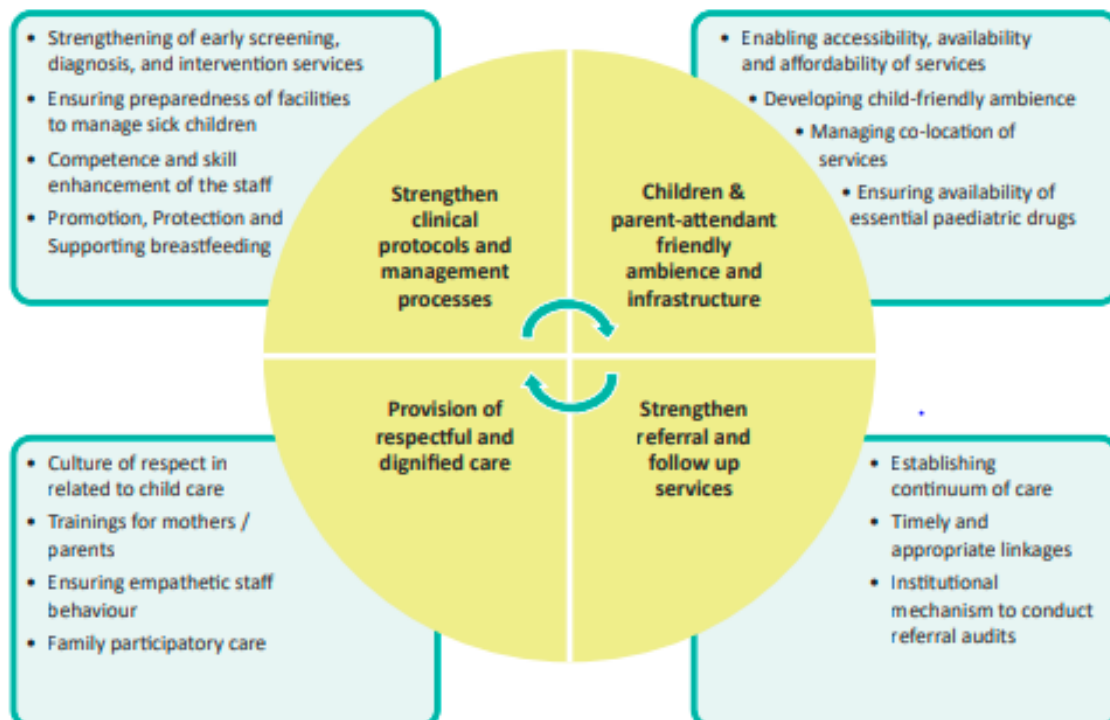 • Strengthening of early screening,
diagnosis, and intervention services
• Ensuring preparedness of facilities
to manage sick children
• Competence and skill
enhancement of the staff
• Promotion, Protection and
Supporting breastfeeding
• Enabling accessibility, availability
and affordability of services
• Developing child-friendly ambience
• Managing co-location of
services
• Ensuring availability of
essential paediatric drugs
Strengthen
clinical
protocols and
management
processes
Children &
parent-attendant
friendly
ambience and
infrastructure
Provision of
respectful and
dignified care
Strengthen
referral and
follow up
services
• Culture of respect in
related to child care
• Trainings for mothers /
parents
• Ensuring empathetic staff
behaviour
• Family participatory care
• Establishing
continuum of care
• Timely and
appropriate linkages
• Institutional
mechanism to conduct
referral audits